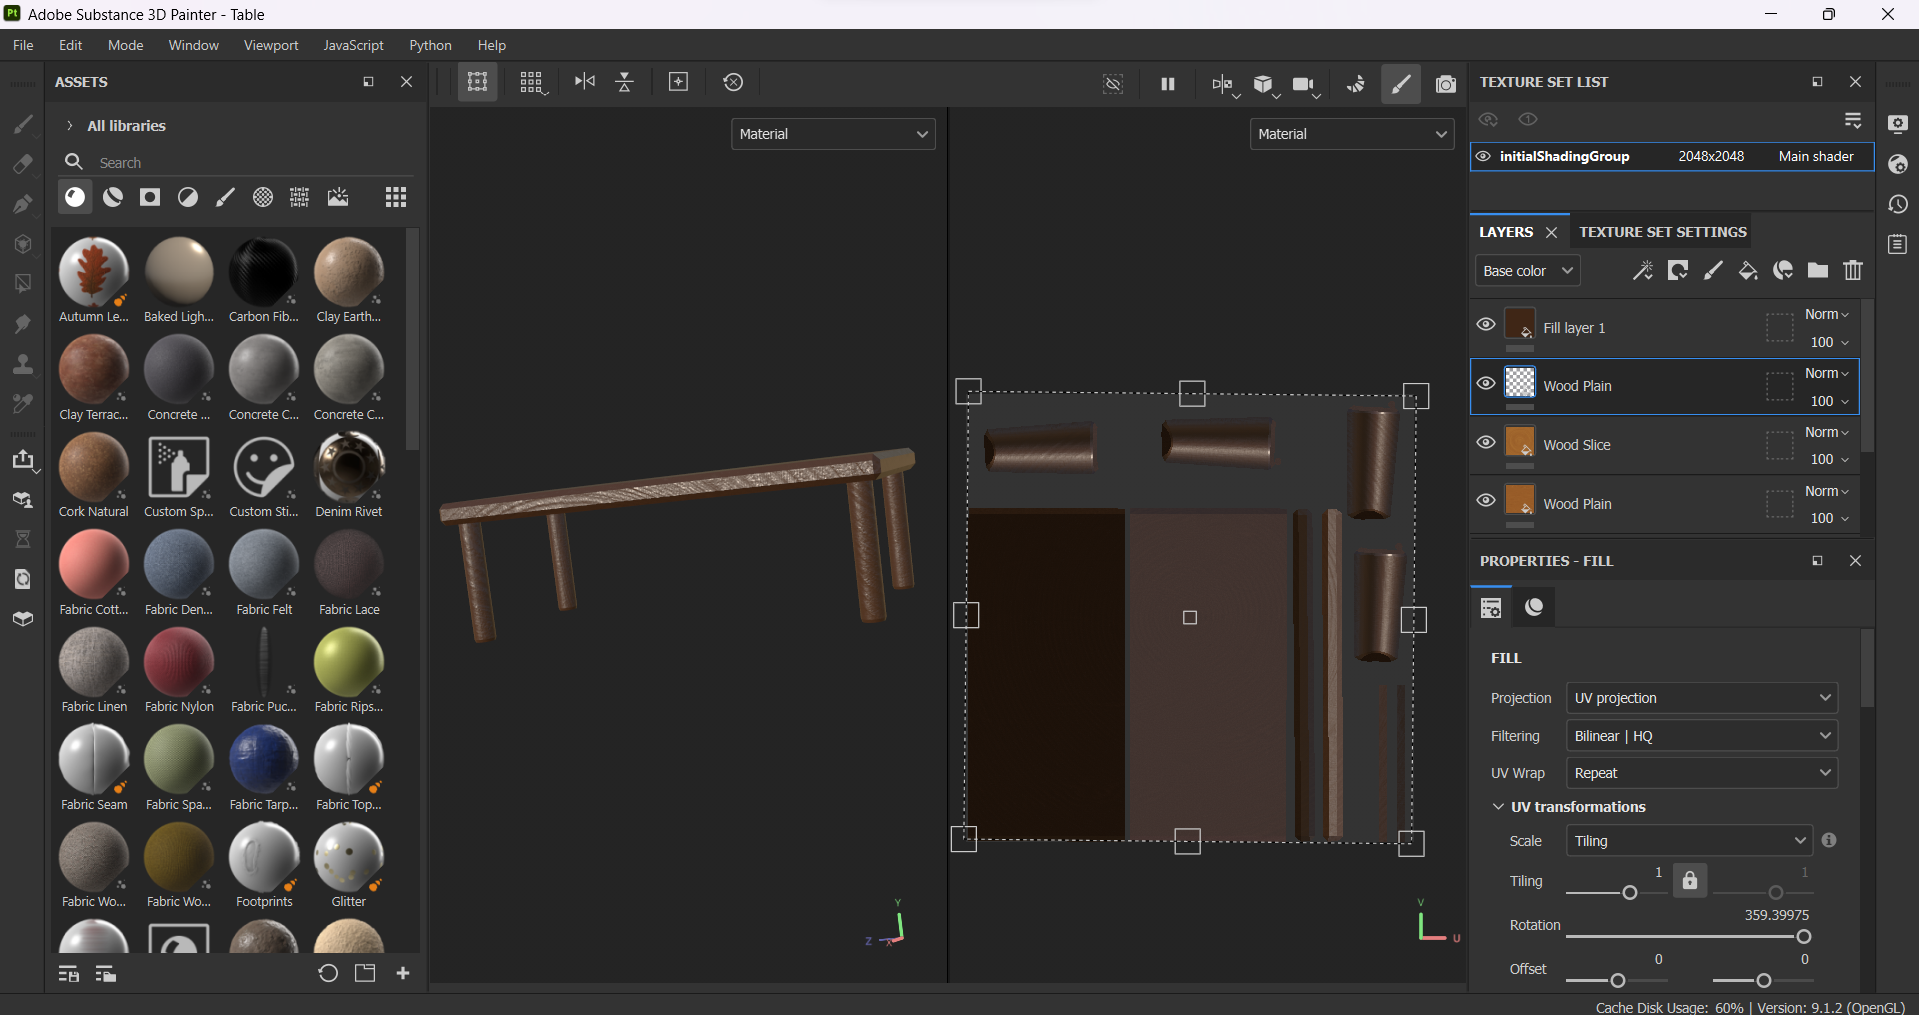 Pt Adobe Substance 3D Painter - Table
File Edit Mode Window Viewport JavaScript Python Help
ASSETS
All libraries
Search
Autumn Le... Baked Ligh... Carbon Fib... Clay Earth...
Clay Terrac... Concrete ... Concrete C... Concrete C...
Cork Natural Custom Sp... Custom Sti... Denim Rivet
Fabric Cott... Fabric Den... Fabric Felt Fabric Lace
Fabric Linen Fabric Nylon Fabric Puc... Fabric Rips...
Fabric Seam Fabric Spa... Fabric Tarp... Fabric Top...
Fabric Wo... Fabric Wo... Footprints Glitter
Material
Y
Z
X
Material
V
U
TEXTURE SET LIST
initialShadingGroup 2048x2048 Main shader
LAYERS TEXTURE SET SETTINGS
Base color
Fill layer 1 Norm 100
Wood Plain Norm 100
Wood Slice Norm 100
Wood Plain Norm 100
PROPERTIES - FILL
FILL
Projection UV projection
Filtering Bilinear | HQ
UV Wrap Repeat
UV transformations
Scale Tiling
Tiling 1 1
Rotation 359.39975
Offset 0 0
Cache Disk Usage: 60% | Version: 9.1.2 (OpenGL)